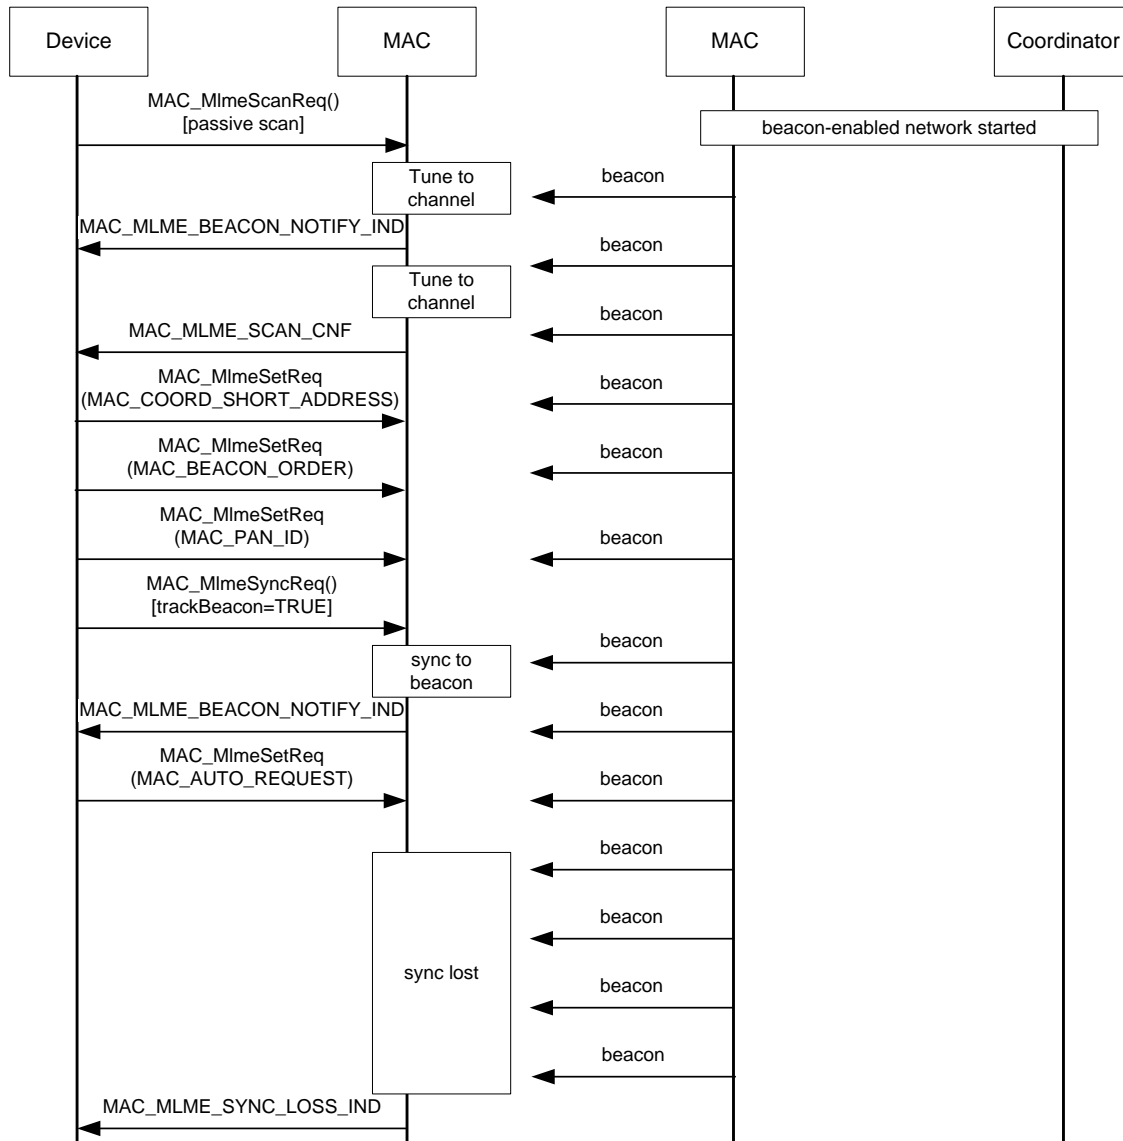 Device
MAC
MAC
Coordinator
MAC_MlmeScanReq()
[passive scan]
beacon-enabled network started
Tune to
channel
beacon
MAC_MLME_BEACON_NOTIFY_IND
beacon
Tune to
channel
beacon
MAC_MLME_SCAN_CNF
MAC_MlmeSetReq
(MAC_COORD_SHORT_ADDRESS)
beacon
MAC_MlmeSetReq
(MAC_BEACON_ORDER)
beacon
MAC_MlmeSetReq
(MAC_PAN_ID)
beacon
MAC_MlmeSyncReq()
[trackBeacon=TRUE]
sync to
beacon
beacon
MAC_MLME_BEACON_NOTIFY_IND
beacon
MAC_MlmeSetReq
(MAC_AUTO_REQUEST)
beacon
beacon
beacon
sync lost
beacon
beacon
MAC_MLME_SYNC_LOSS_IND